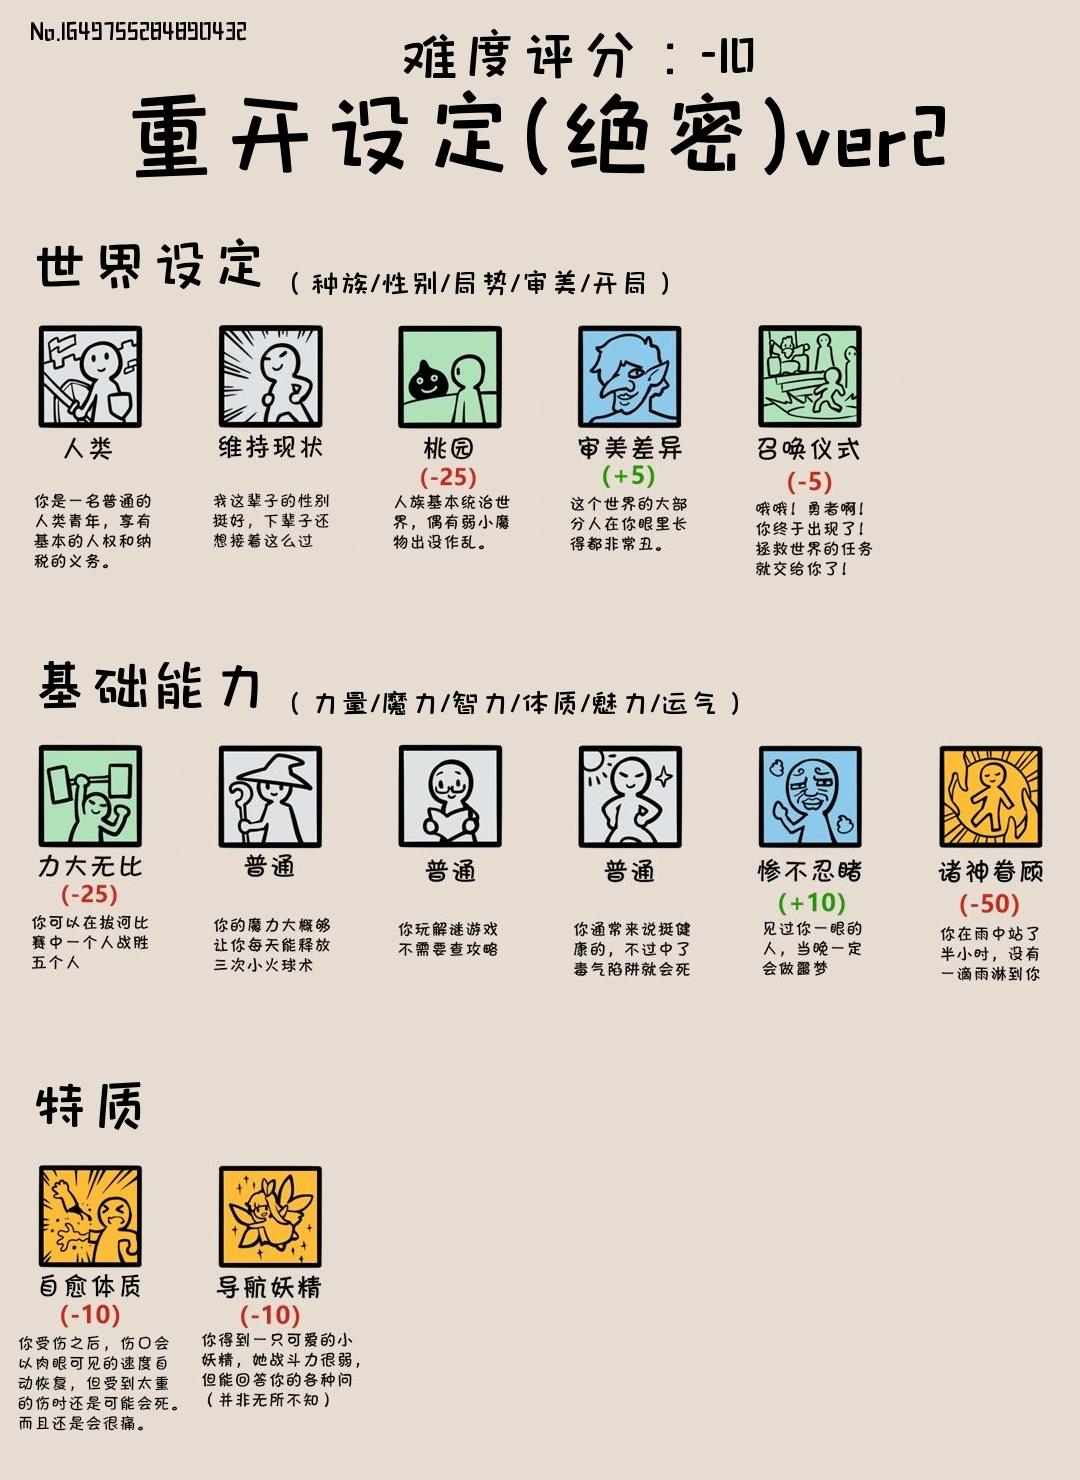 No.1649755284890432
难度评分：-10
重开设定(绝密)ver2
世界设定（种族/性别/局势/审美/开局）
人类
你是一名普通的
人类青年，享有
基本的人权和纳
税的义务。
维持现状
我这辈子的性别
挺好，下辈子还
想接着这么过
桃园
(-25)
人族基本统治世
界，偶有弱小魔
物出没作乱。
审美差异
(+5)
这个世界的大部
分人在你眼里长
得都非常丑。
召唤仪式
(-5)
哦哦！勇者啊！
你终于出现了！
拯救世界的任务
就交给你了！
基础能力（力量/魔力/智力/体质/魅力/运气）
力大无比
(-25)
你可以在拔河比
赛中一个人战胜
五个人
普通
你的魔力大概够
让你每天能释放
三次小火球术
普通
你玩解谜游戏
不需要查攻略
普通
你通常来说挺健
康的，不过中了
毒气陷阱就会死
惨不忍睹
(+10)
见过你一眼的
人，当晚一定
会做噩梦
诸神眷顾
(-50)
你在雨中站了
半小时，没有
一滴雨淋到你
特质
自愈体质
(-10)
你受伤之后，伤口会
以肉眼可见的速度自
动恢复，但受到太重
的伤时还是可能会死。
而且还是会很痛。
导航妖精
(-10)
你得到一只可爱的小
妖精，她战斗力很弱，
但能回答你的各种问
（并非无所不知）